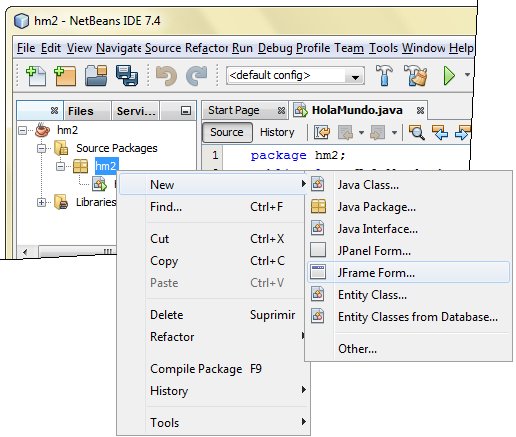 hm2 - NetBeans IDE 7.4
File Edit View Navigate Source Refactor Run Debug Profile Team Tools Window Help
<default config>
Files Servi...
Start Page HolaMundo.java
hm2
Source History
Source Packages
1 package hm2;
hm2
Libraries
New
Find... Ctrl+F
Cut Ctrl+X
Copy Ctrl+C
Paste Ctrl+V
Delete Suprimir
Refactor
Compile Package F9
History
Tools
Java Class...
Java Package...
Java Interface...
JPanel Form...
JFrame Form...
Entity Class...
Entity Classes from Database...
Other...